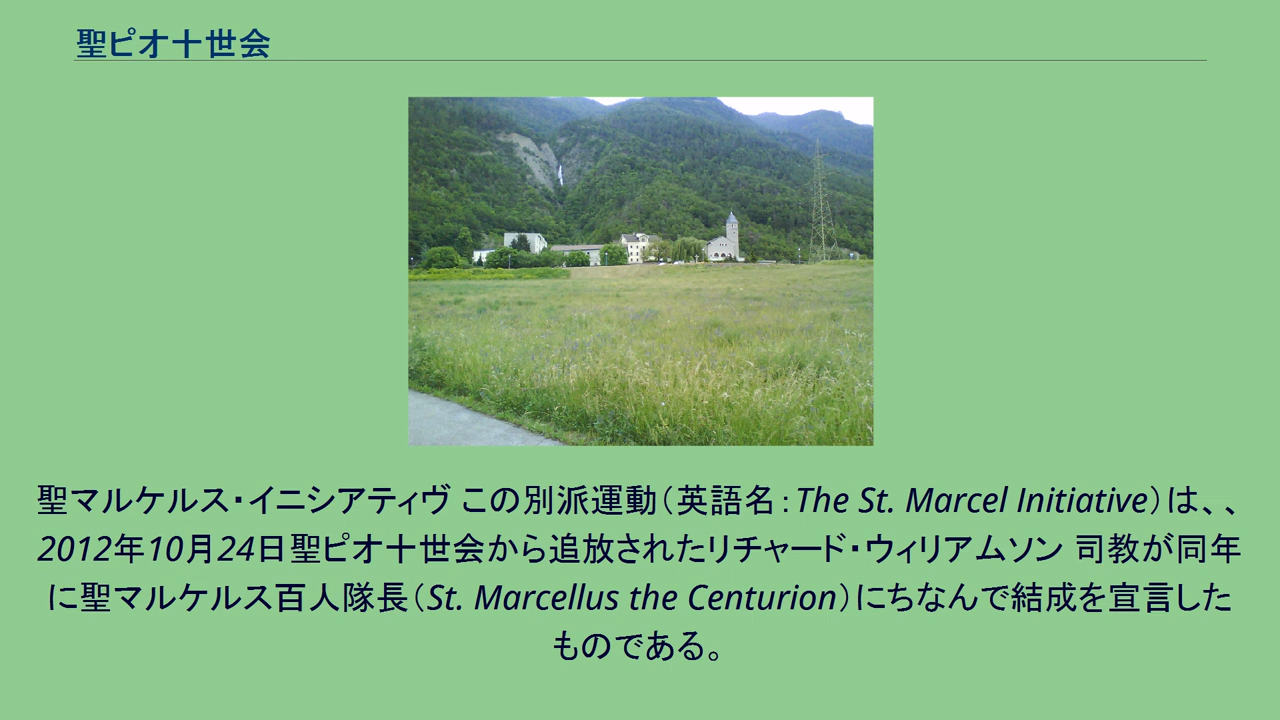 聖ピオ十世会
聖マルケルス・イニシアティヴ この別派運動（英語名：The St. Marcel Initiative）は、、
2012年10月24日聖ピオ十世会から追放されたリチャード・ウィリアムソン 司教が同年
に聖マルケルス百人隊長（St. Marcellus the Centurion）にちなんで結成を宣言した
ものである。